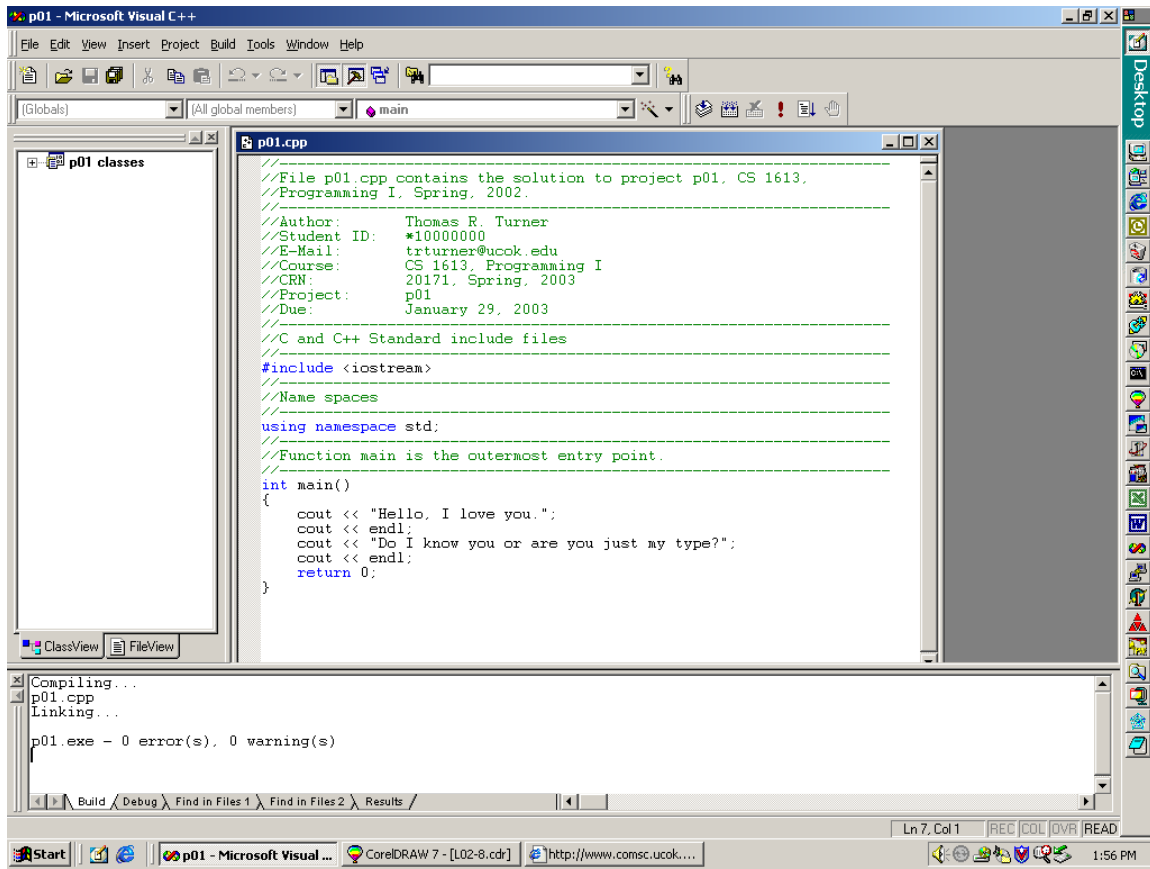 p01 - Microsoft Visual C++
File Edit View Insert Project Build Tools Window Help
(Globals) (All global members) main
Desktop
p01 classes
p01.cpp
//---------------------------------------------------------------------------
//File p01.cpp contains the solution to project p01, CS 1613,
//Programming I, Spring, 2002.
//---------------------------------------------------------------------------
//Author: Thomas R. Turner
//Student ID: *10000000
//E-Mail: trturner@ucok.edu
//Course: CS 1613, Programming I
//CRN: 20171, Spring, 2003
//Project: p01
//Due: January 29, 2003
//---------------------------------------------------------------------------
//C and C++ Standard include files
//---------------------------------------------------------------------------
#include <iostream>
//---------------------------------------------------------------------------
//Name spaces
//---------------------------------------------------------------------------
using namespace std;
//---------------------------------------------------------------------------
//Function main is the outermost entry point.
//---------------------------------------------------------------------------
int main()
{
    cout << "Hello, I love you.";
    cout << endl;
    cout << "Do I know you or are you just my type?";
    cout << endl;
    return 0;
}
ClassView FileView
Compiling...
p01.cpp
Linking...
p01.exe - 0 error(s), 0 warning(s)
Build Debug Find in Files 1 Find in Files 2 Results
Ln 7, Col 1 REC COL OVR READ
Start p01 - Microsoft Visual ... CorelDRAW 7 - [L02-8.cdr] http://www.comsc.ucok.... 1:56 PM